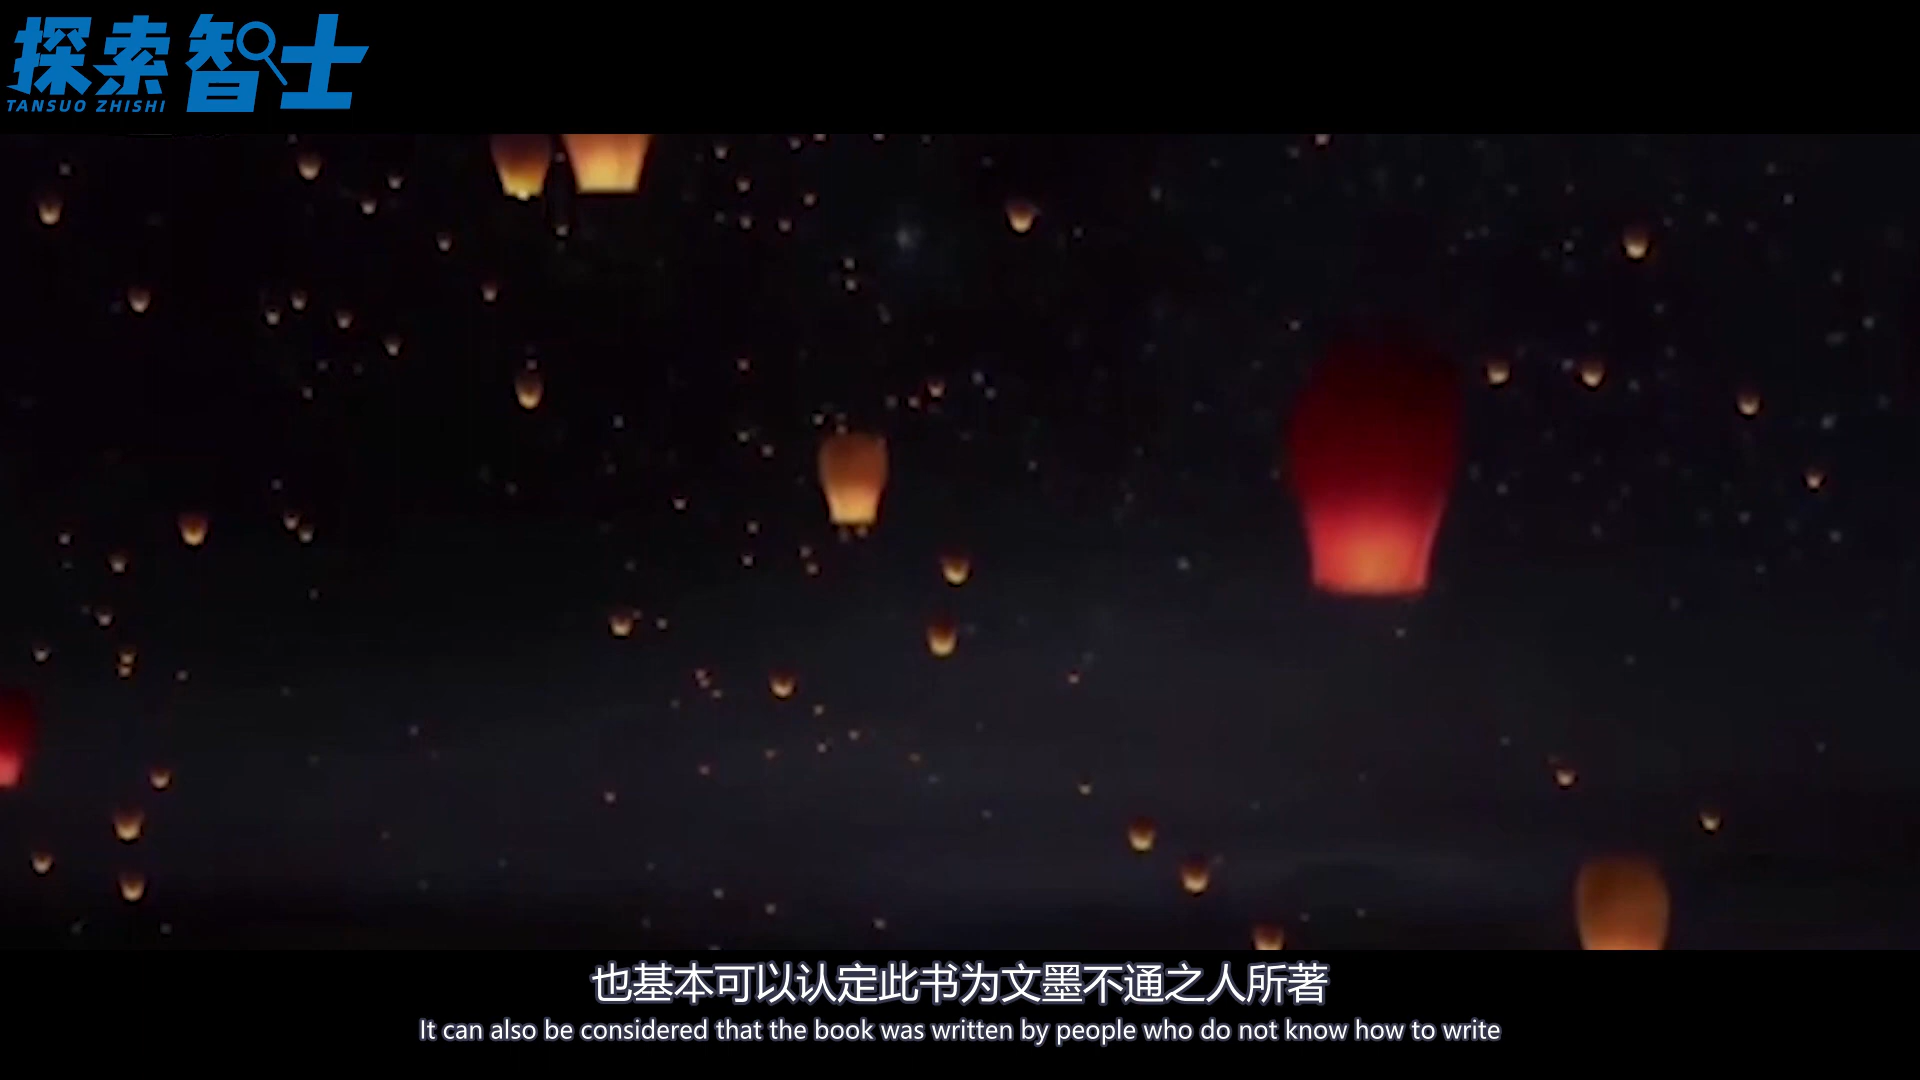 探索智士
TANSUO ZHISHI
也基本可以认定此书为文墨不通之人所著
It can also be considered that the book was written by people who do not know how to write